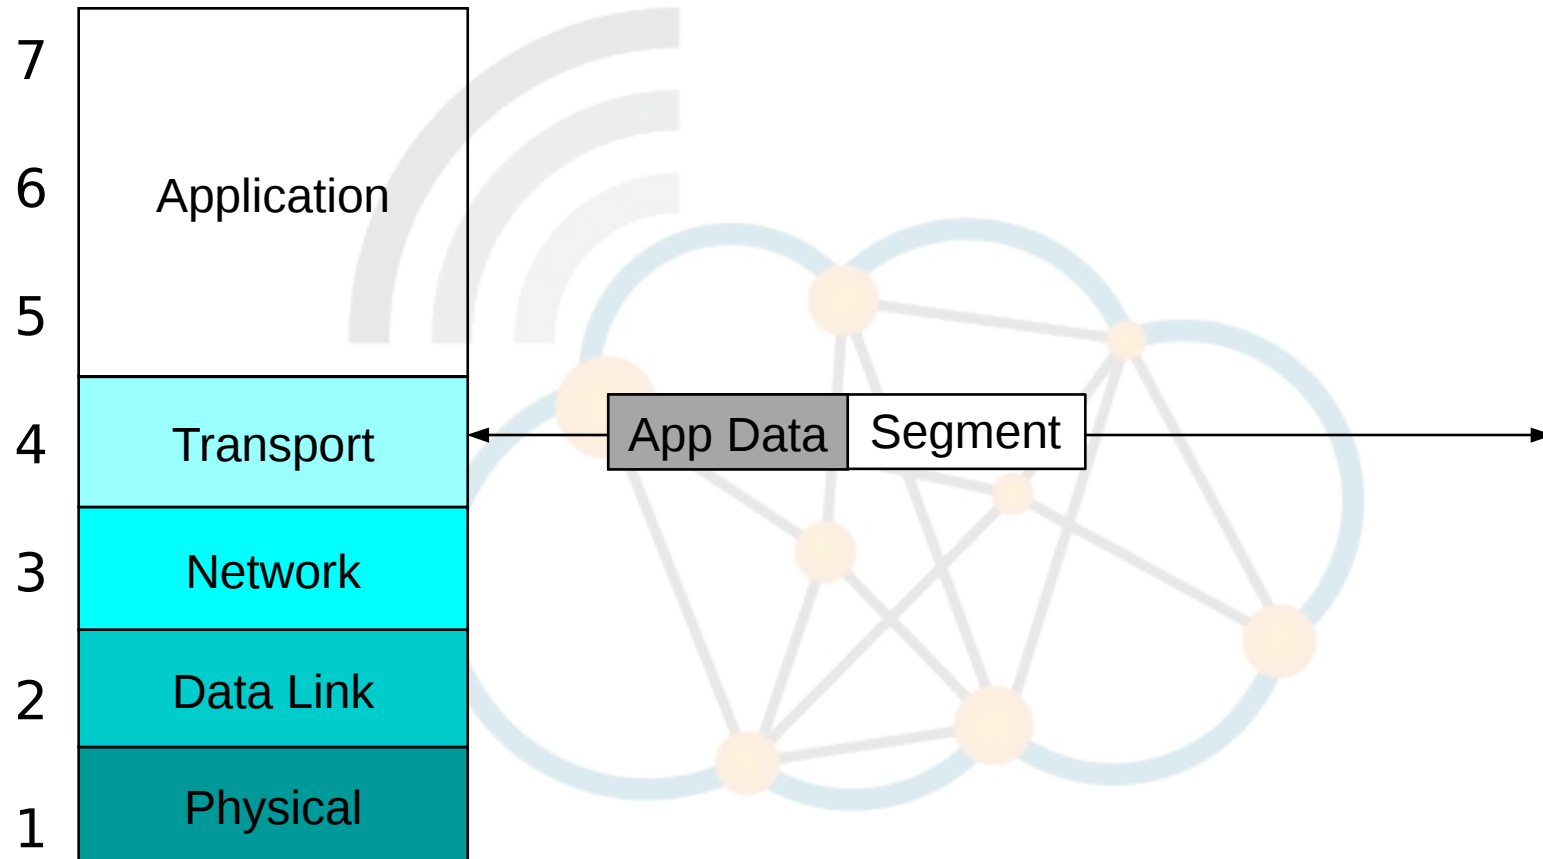 7
6
Application
5
4
Transport
App Data
Segment
3
Network
2
Data Link
1
Physical